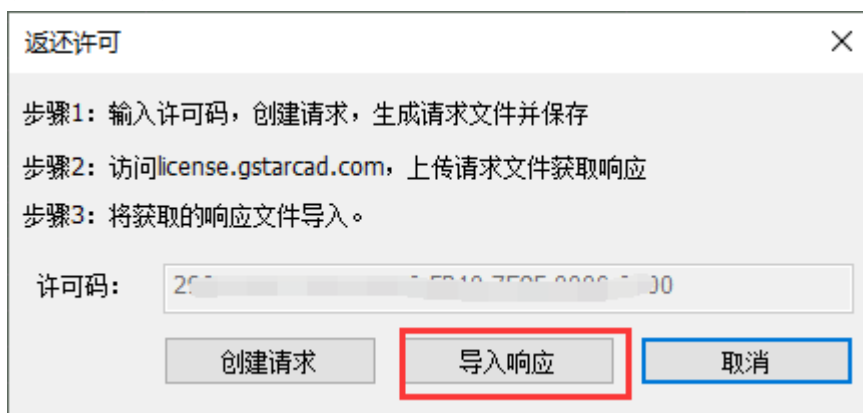 返还许可
步骤1：输入许可码，创建请求，生成请求文件并保存
步骤2：访问license.gstarcad.com，上传请求文件获取响应
步骤3：将获取的响应文件导入。
许可码：
创建请求 导入响应 取消